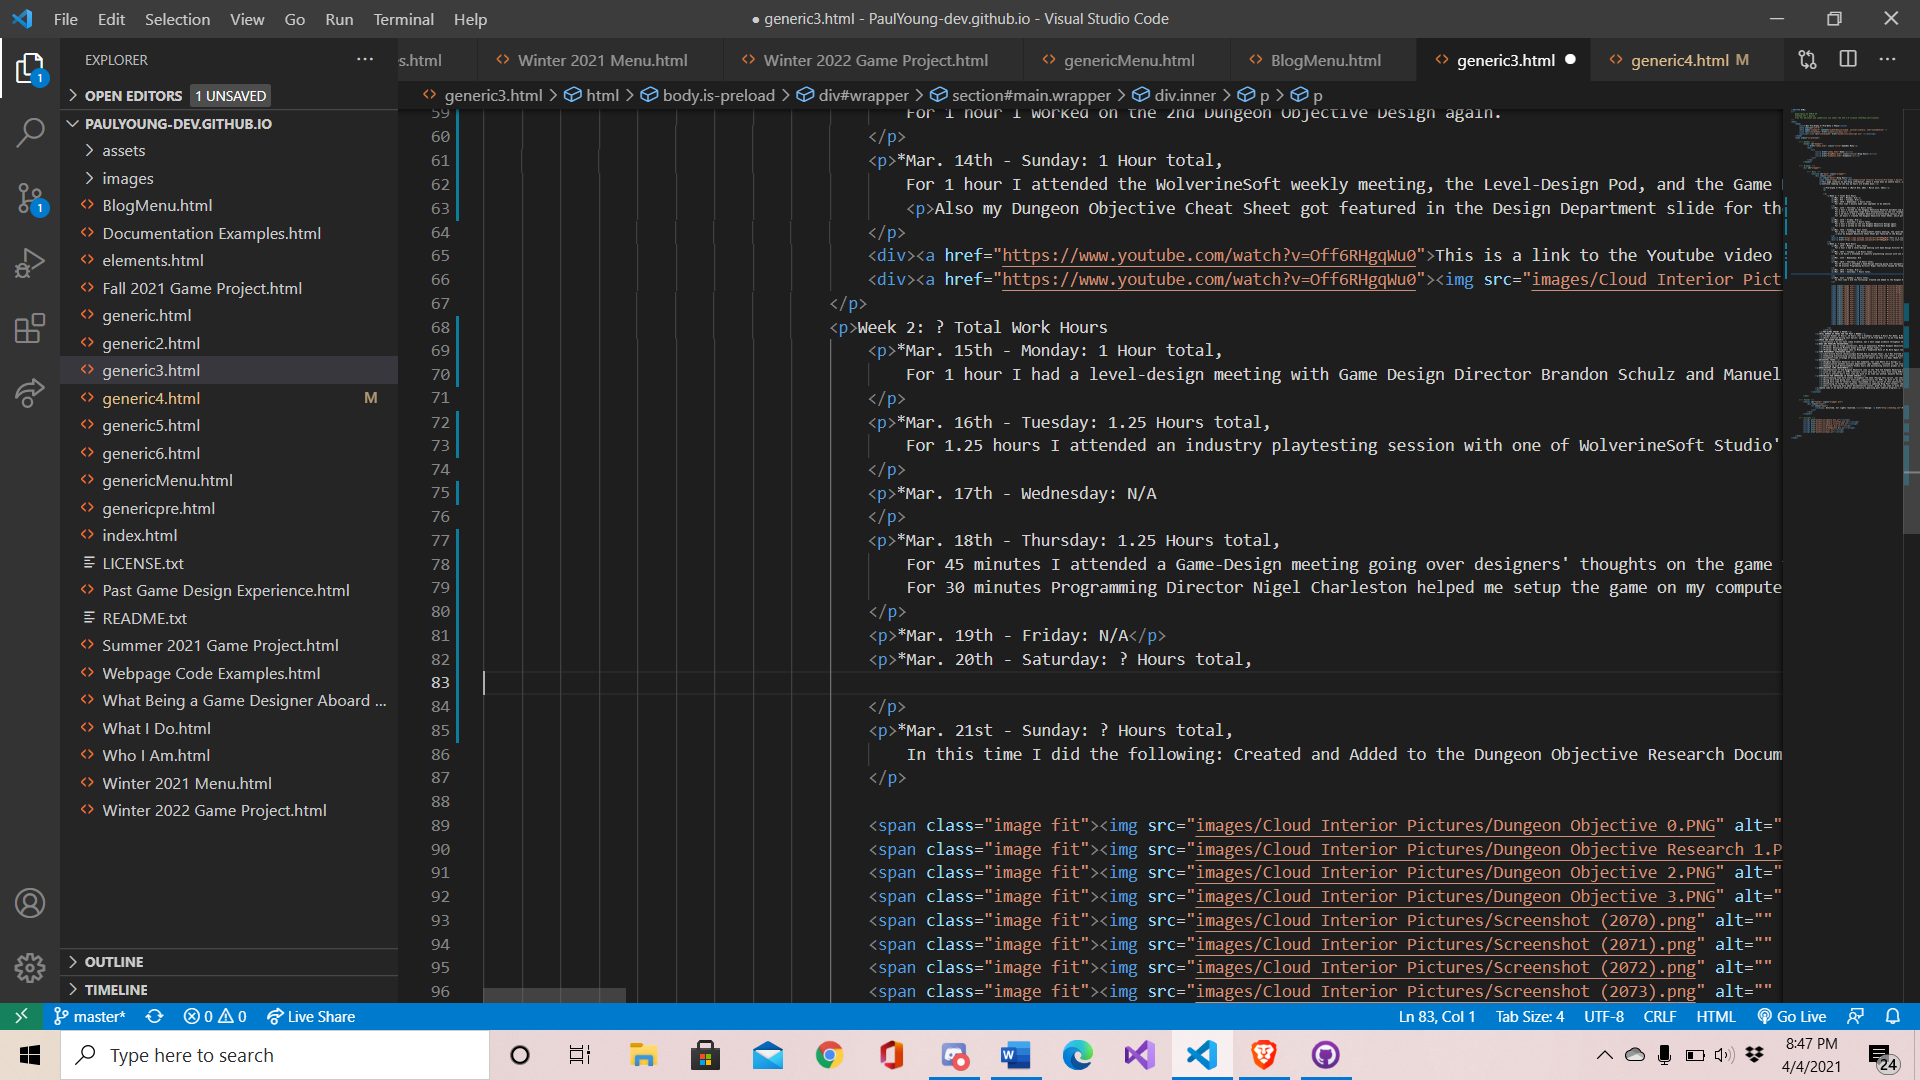 File Edit Selection View Go Run Terminal Help
● generic3.html - PaulYoung-dev.github.io - Visual Studio Code
EXPLORER
s.html
Winter 2021 Menu.html
Winter 2022 Game Project.html
genericMenu.html
BlogMenu.html
generic3.html
generic4.html M
OPEN EDITORS 1 UNSAVED
generic3.html > html > body.is-preload > div#wrapper > section#main.wrapper > div.inner > p > p
PAULYOUNG-DEV.GITHUB.IO
assets
images
BlogMenu.html
Documentation Examples.html
elements.html
Fall 2021 Game Project.html
generic.html
generic2.html
generic3.html
generic4.html M
generic5.html
generic6.html
genericMenu.html
genericpre.html
index.html
LICENSE.txt
Past Game Design Experience.html
README.txt
Summer 2021 Game Project.html
Webpage Code Examples.html
What Being a Game Designer Aboard ...
What I Do.html
Who I Am.html
Winter 2021 Menu.html
Winter 2022 Game Project.html
OUTLINE
TIMELINE
59 For 1 hour I worked on the 2nd Dungeon Objective Design again.
60 </p>
61 <p>*Mar. 14th - Sunday: 1 Hour total,
62 For 1 hour I attended the WolverineSoft weekly meeting, the Level-Design Pod, and the Game
63 <p>Also my Dungeon Objective Cheat Sheet got featured in the Design Department slide for th
64 </p>
65 <div><a href="https://www.youtube.com/watch?v=Off6RHgqWu0">This is a link to the Youtube video
66 <div><a href="https://www.youtube.com/watch?v=Off6RHgqWu0"><img src="images/Cloud Interior Pict
67 </p>
68 <p>Week 2: ? Total Work Hours
69 <p>*Mar. 15th - Monday: 1 Hour total,
70 For 1 hour I had a level-design meeting with Game Design Director Brandon Schulz and Manuel
71 </p>
72 <p>*Mar. 16th - Tuesday: 1.25 Hours total,
73 For 1.25 hours I attended an industry playtesting session with one of WolverineSoft Studio'
74 </p>
75 <p>*Mar. 17th - Wednesday: N/A
76 </p>
77 <p>*Mar. 18th - Thursday: 1.25 Hours total,
78 For 45 minutes I attended a Game-Design meeting going over designers' thoughts on the game
79 For 30 minutes Programming Director Nigel Charleston helped me setup the game on my compute
80 </p>
81 <p>*Mar. 19th - Friday: N/A</p>
82 <p>*Mar. 20th - Saturday: ? Hours total,
83
84 </p>
85 <p>*Mar. 21st - Sunday: ? Hours total,
86 In this time I did the following: Created and Added to the Dungeon Objective Research Docum
87 </p>
88
89 <span class="image fit"><img src="images/Cloud Interior Pictures/Dungeon Objective 0.PNG" alt="
90 <span class="image fit"><img src="images/Cloud Interior Pictures/Dungeon Objective Research 1.P
91 <span class="image fit"><img src="images/Cloud Interior Pictures/Dungeon Objective 2.PNG" alt="
92 <span class="image fit"><img src="images/Cloud Interior Pictures/Dungeon Objective 3.PNG" alt="
93 <span class="image fit"><img src="images/Cloud Interior Pictures/Screenshot (2070).png" alt=""
94 <span class="image fit"><img src="images/Cloud Interior Pictures/Screenshot (2071).png" alt=""
95 <span class="image fit"><img src="images/Cloud Interior Pictures/Screenshot (2072).png" alt=""
96 <span class="image fit"><img src="images/Cloud Interior Pictures/Screenshot (2073).png" alt=""
master* 0 0 Live Share
Ln 83, Col 1 Tab Size: 4 UTF-8 CRLF HTML Go Live
Type here to search
8:47 PM
4/4/2021
24